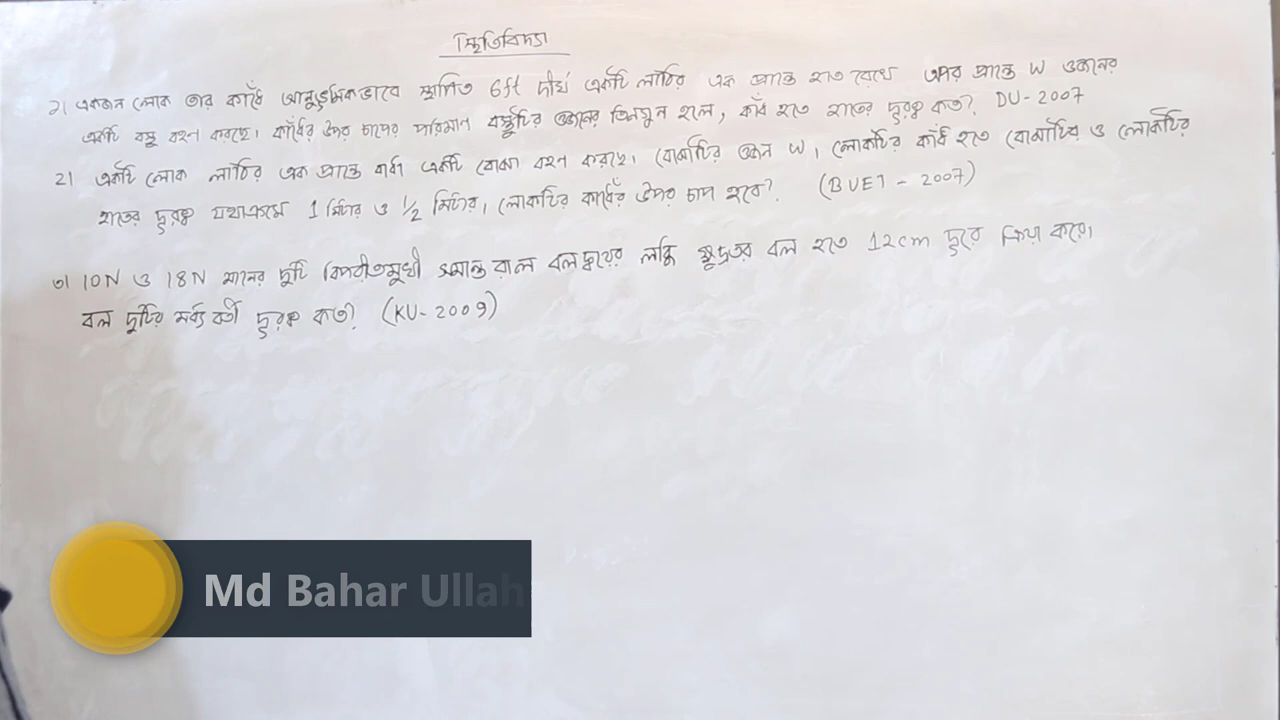 স্থিতিবিদ্যা
১। একজন লোক তার কাঁধে আনুভূমিকভাবে স্থাপিত 6ft দীর্ঘ একটি লাঠির এক প্রান্তে হাত রেখে অপর প্রান্তে W ওজনের
একটি বস্তু বহন করছে। কাঁধের উপর চাপের পরিমান বস্তুটির ওজনের তিনগুন হলে, কাঁধ হতে হাতের দুরত্ব কত? DU-2007
২। একটি লোক লাঠির এক প্রান্তে বাধা একটি বোঝা বহন করছে। বোঝাটির ওজন W, লোকটির কাঁধ হতে বোঝাটির ও লোকটির
হাতের দুরত্ব যথাক্রমে 1 মিটার ও 1/2 মিটার। লোকটির কাধেঁর উপর চাপ হবে? (BUET - 2007)
৩। 10N ও 18N মানের দুটি বিপরীতমুখী সমান্তরাল বলদ্বয়ের লব্ধি ক্ষুদ্রতর বল হতে 12cm দুরে ক্রিয়া করে।
বল দুটির মধ্যবর্তী দুরত্ব কত? (KU-2009)
Md Bahar Ullah